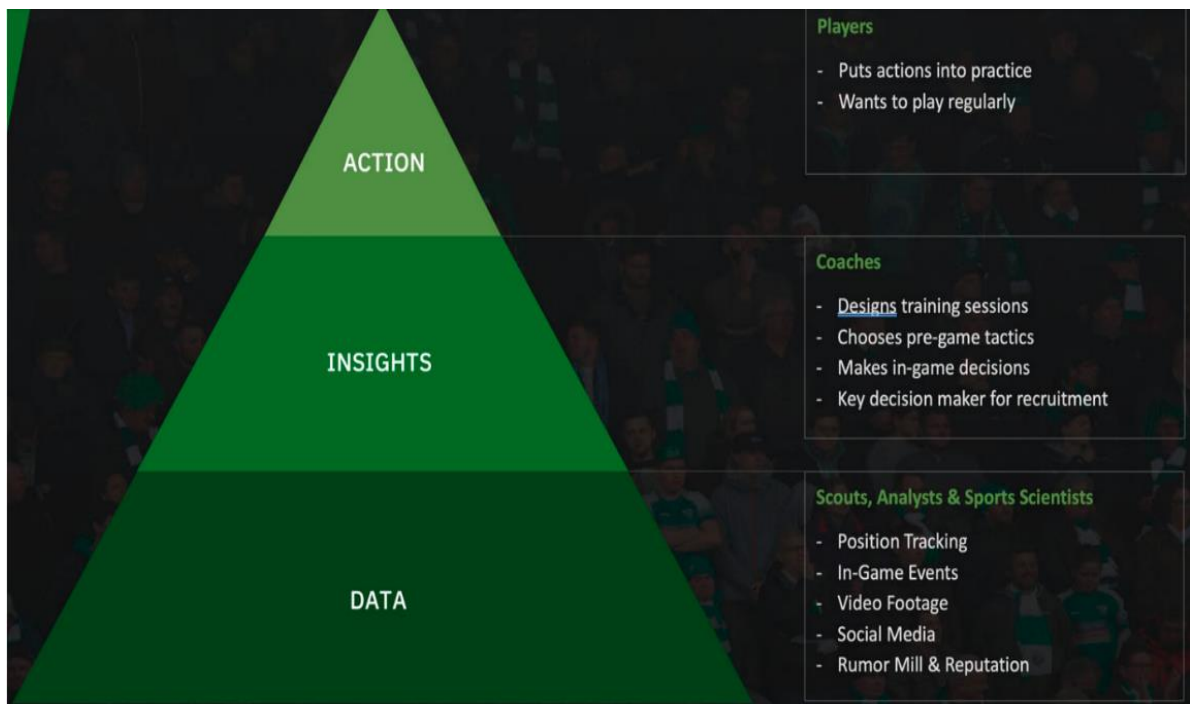 ACTION
Players
- Puts actions into practice
- Wants to play regularly
INSIGHTS
Coaches
- Designs training sessions
- Chooses pre-game tactics
- Makes in-game decisions
- Key decision maker for recruitment
DATA
Scouts, Analysts & Sports Scientists
- Position Tracking
- In-Game Events
- Video Footage
- Social Media
- Rumor Mill & Reputation